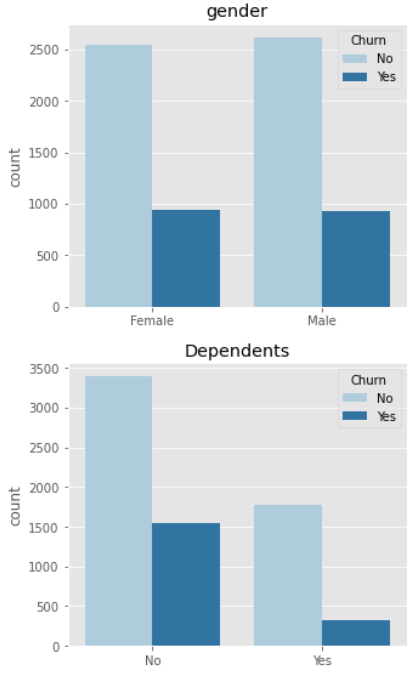 gender
Churn
No
Yes
2500
2000
1500
1000
500
0
count
Female Male
Dependents
Churn
No
Yes
3500
3000
2500
2000
1500
1000
500
0
count
No Yes